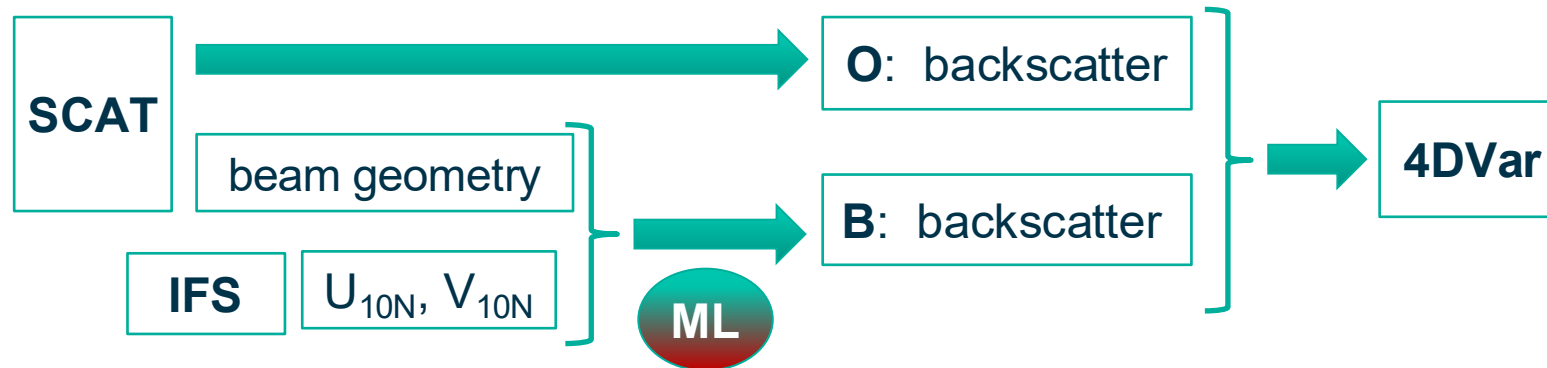 SCAT
O: backscatter
beam geometry
B: backscatter
4DVar
IFS
U10N, V10N
ML